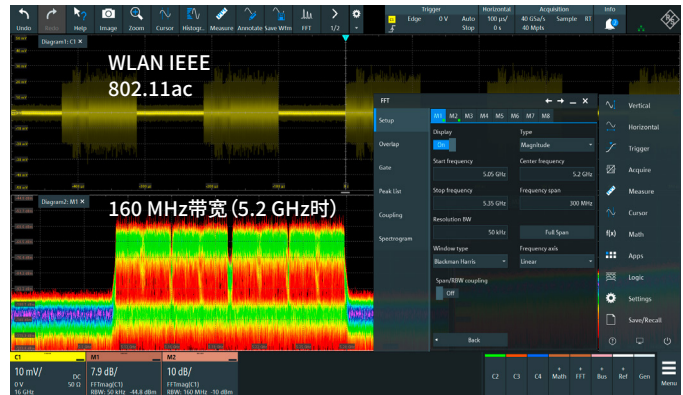 Trigger
Horizontal
Acquisition
Info
Undo
Help
Image
Zoom
Cursor
Histogr..
Measure
Annotate
Save Wfm
FFT
1/2
Edge
0 V
Auto
Stop
100 µs/
0 s
40 GSa/s
Sample
RT
40 Mpts
Diagram1: C1 ×
WLAN IEEE
802.11ac
FFT
Setup
Overlap
Gate
Peak List
Coupling
Spectrogram
M1 M2 M3 M4 M5 M6 M7 M8
Display
On
Type
Magnitude
Start frequency
5.05 GHz
Center frequency
5.2 GHz
Stop frequency
5.35 GHz
Frequency span
300 MHz
Resolution BW
50 kHz
Full Span
Window type
Blackman Harris
Frequency axis
Linear
Span/RBW coupling
Off
Back
Vertical
Horizontal
Trigger
Acquire
Measure
Cursor
f(x) Math
Apps
Logic
Settings
Save/Recall
Diagram2: M1 ×
160 MHz带宽（5.2 GHz时）
C1
10 mV/
DC
0 V
50 Ω
16 GHz
M1
7.9 dB/
FFTmag(C1)
RBW: 50 kHz -44.8 dBm
M2
10 dB/
FFTmag(C1)
RBW: 160 MHz -10 dBm
C2
C3
C4
+ Math
+ FFT
+ Bus
+ Ref
Gen
Menu